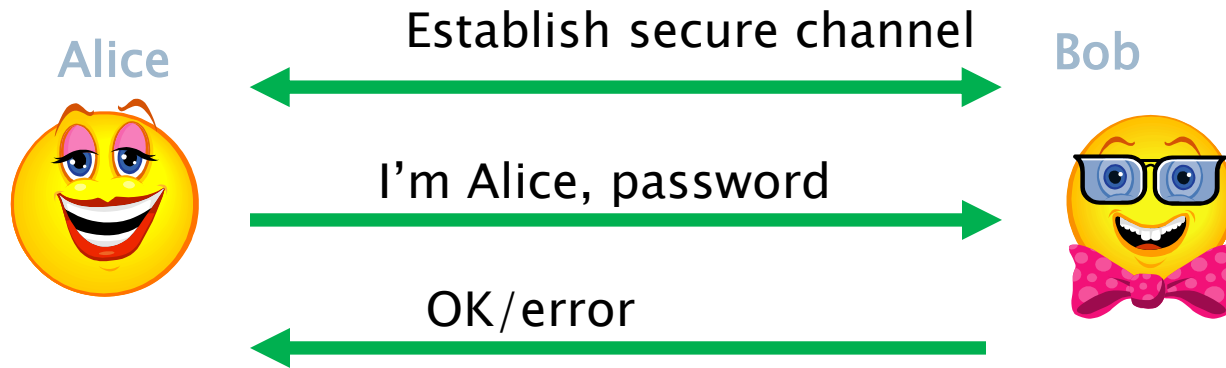 Establish secure channel
Alice
Bob
I'm Alice, password
OK/error